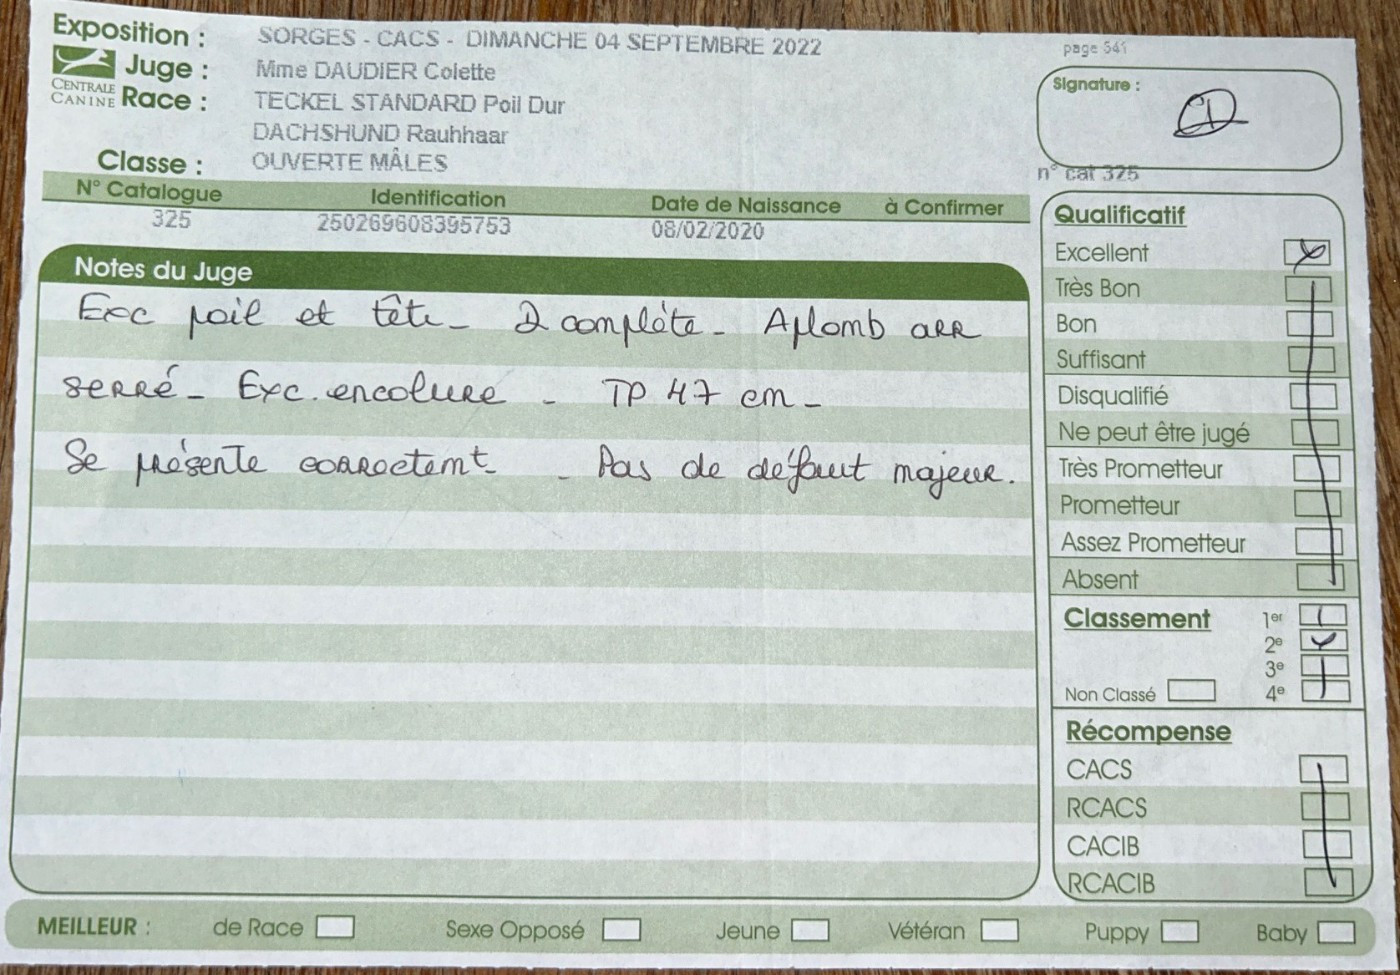 Exposition : SORGES - CACS - DIMANCHE 04 SEPTEMBRE 2022
CENTRALE CANINE
Juge : Mme DAUDIER Colette
Race : TECKEL STANDARD Poil Dur
DACHSHUND Rauhhaar
Classe : OUVERTE MÂLES
page 541
Signature :
CD
n° cat 325
N° Catalogue Identification Date de Naissance à Confirmer
325 250269608395753 08/02/2020
Notes du Juge
Exc poil et tête - D complète - Aplomb arr
serré - Exc. encolure - TP 47 cm -
Se présente correctemt - Pas de défaut majeur.
Qualificatif
Excellent
Très Bon
Bon
Suffisant
Disqualifié
Ne peut être jugé
Très Prometteur
Prometteur
Assez Prometteur
Absent
Classement
1er
2e
3e
Non Classé 4e
Récompense
CACS
RCACS
CACIB
RCACIB
MEILLEUR : de Race Sexe Opposé Jeune Vétéran Puppy Baby